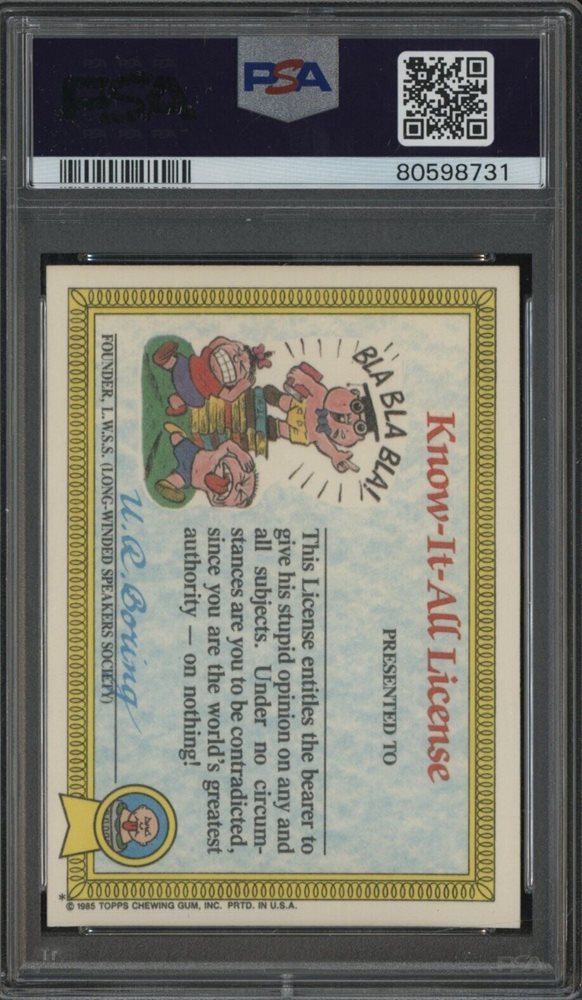 PSA
PSA
80598731
Know-It-All License
PRESENTED TO
BLA BLA BLA!
This License entitles the bearer to
give his stupid opinion on any and
all subjects. Under no circum-
stances are you to be contradicted,
since you are the world's greatest
authority — on nothing!
U.R. Boring
FOUNDER, L.W.S.S. (LONG-WINDED SPEAKERS SOCIETY)
* © 1985 TOPPS CHEWING GUM, INC. PRTD. IN U.S.A.
PSA